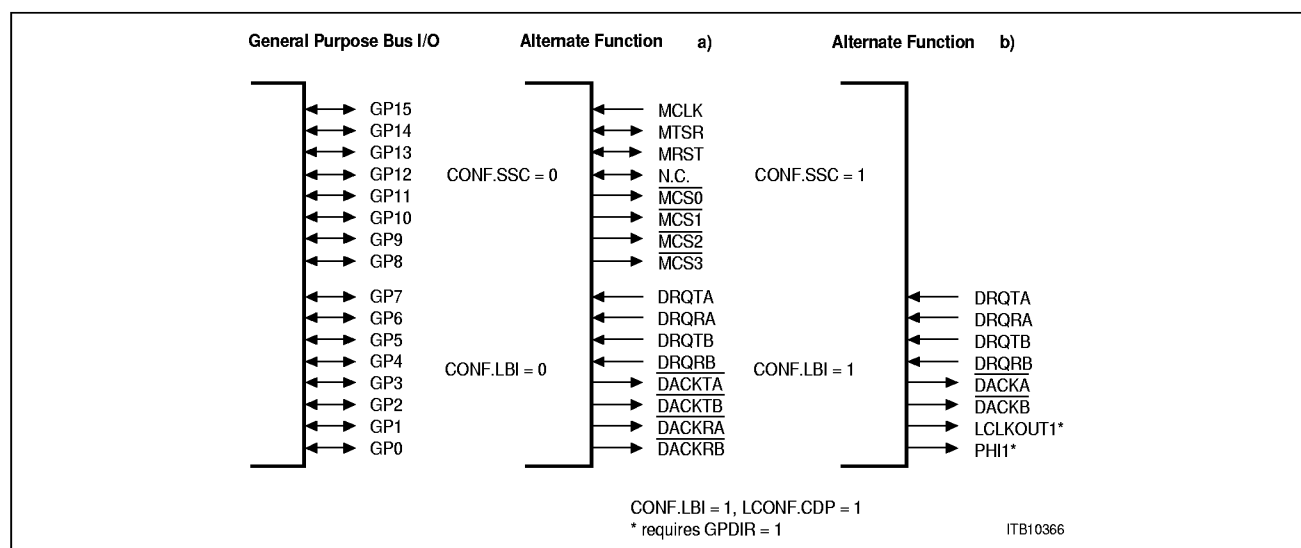 General Purpose Bus I/O Alternate Function a) Alternate Function b)
GP15 MCLK
GP14 MTSR
GP13 MRST
GP12 CONF.SSC = 0 N.C. CONF.SSC = 1
GP11 MCS0
GP10 MCS1
GP9 MCS2
GP8 MCS3
GP7 DRQTA DRQTA
GP6 DRQRA DRQRA
GP5 DRQTB DRQTB
GP4 CONF.LBI = 0 DRQRB CONF.LBI = 1 DRQRB
GP3 DACKTA DACKA
GP2 DACKTB DACKB
GP1 DACKRA LCLKOUT1*
GP0 DACKRB PHI1*
CONF.LBI = 1, LCONF.CDP = 1
* requires GPDIR = 1 ITB10366